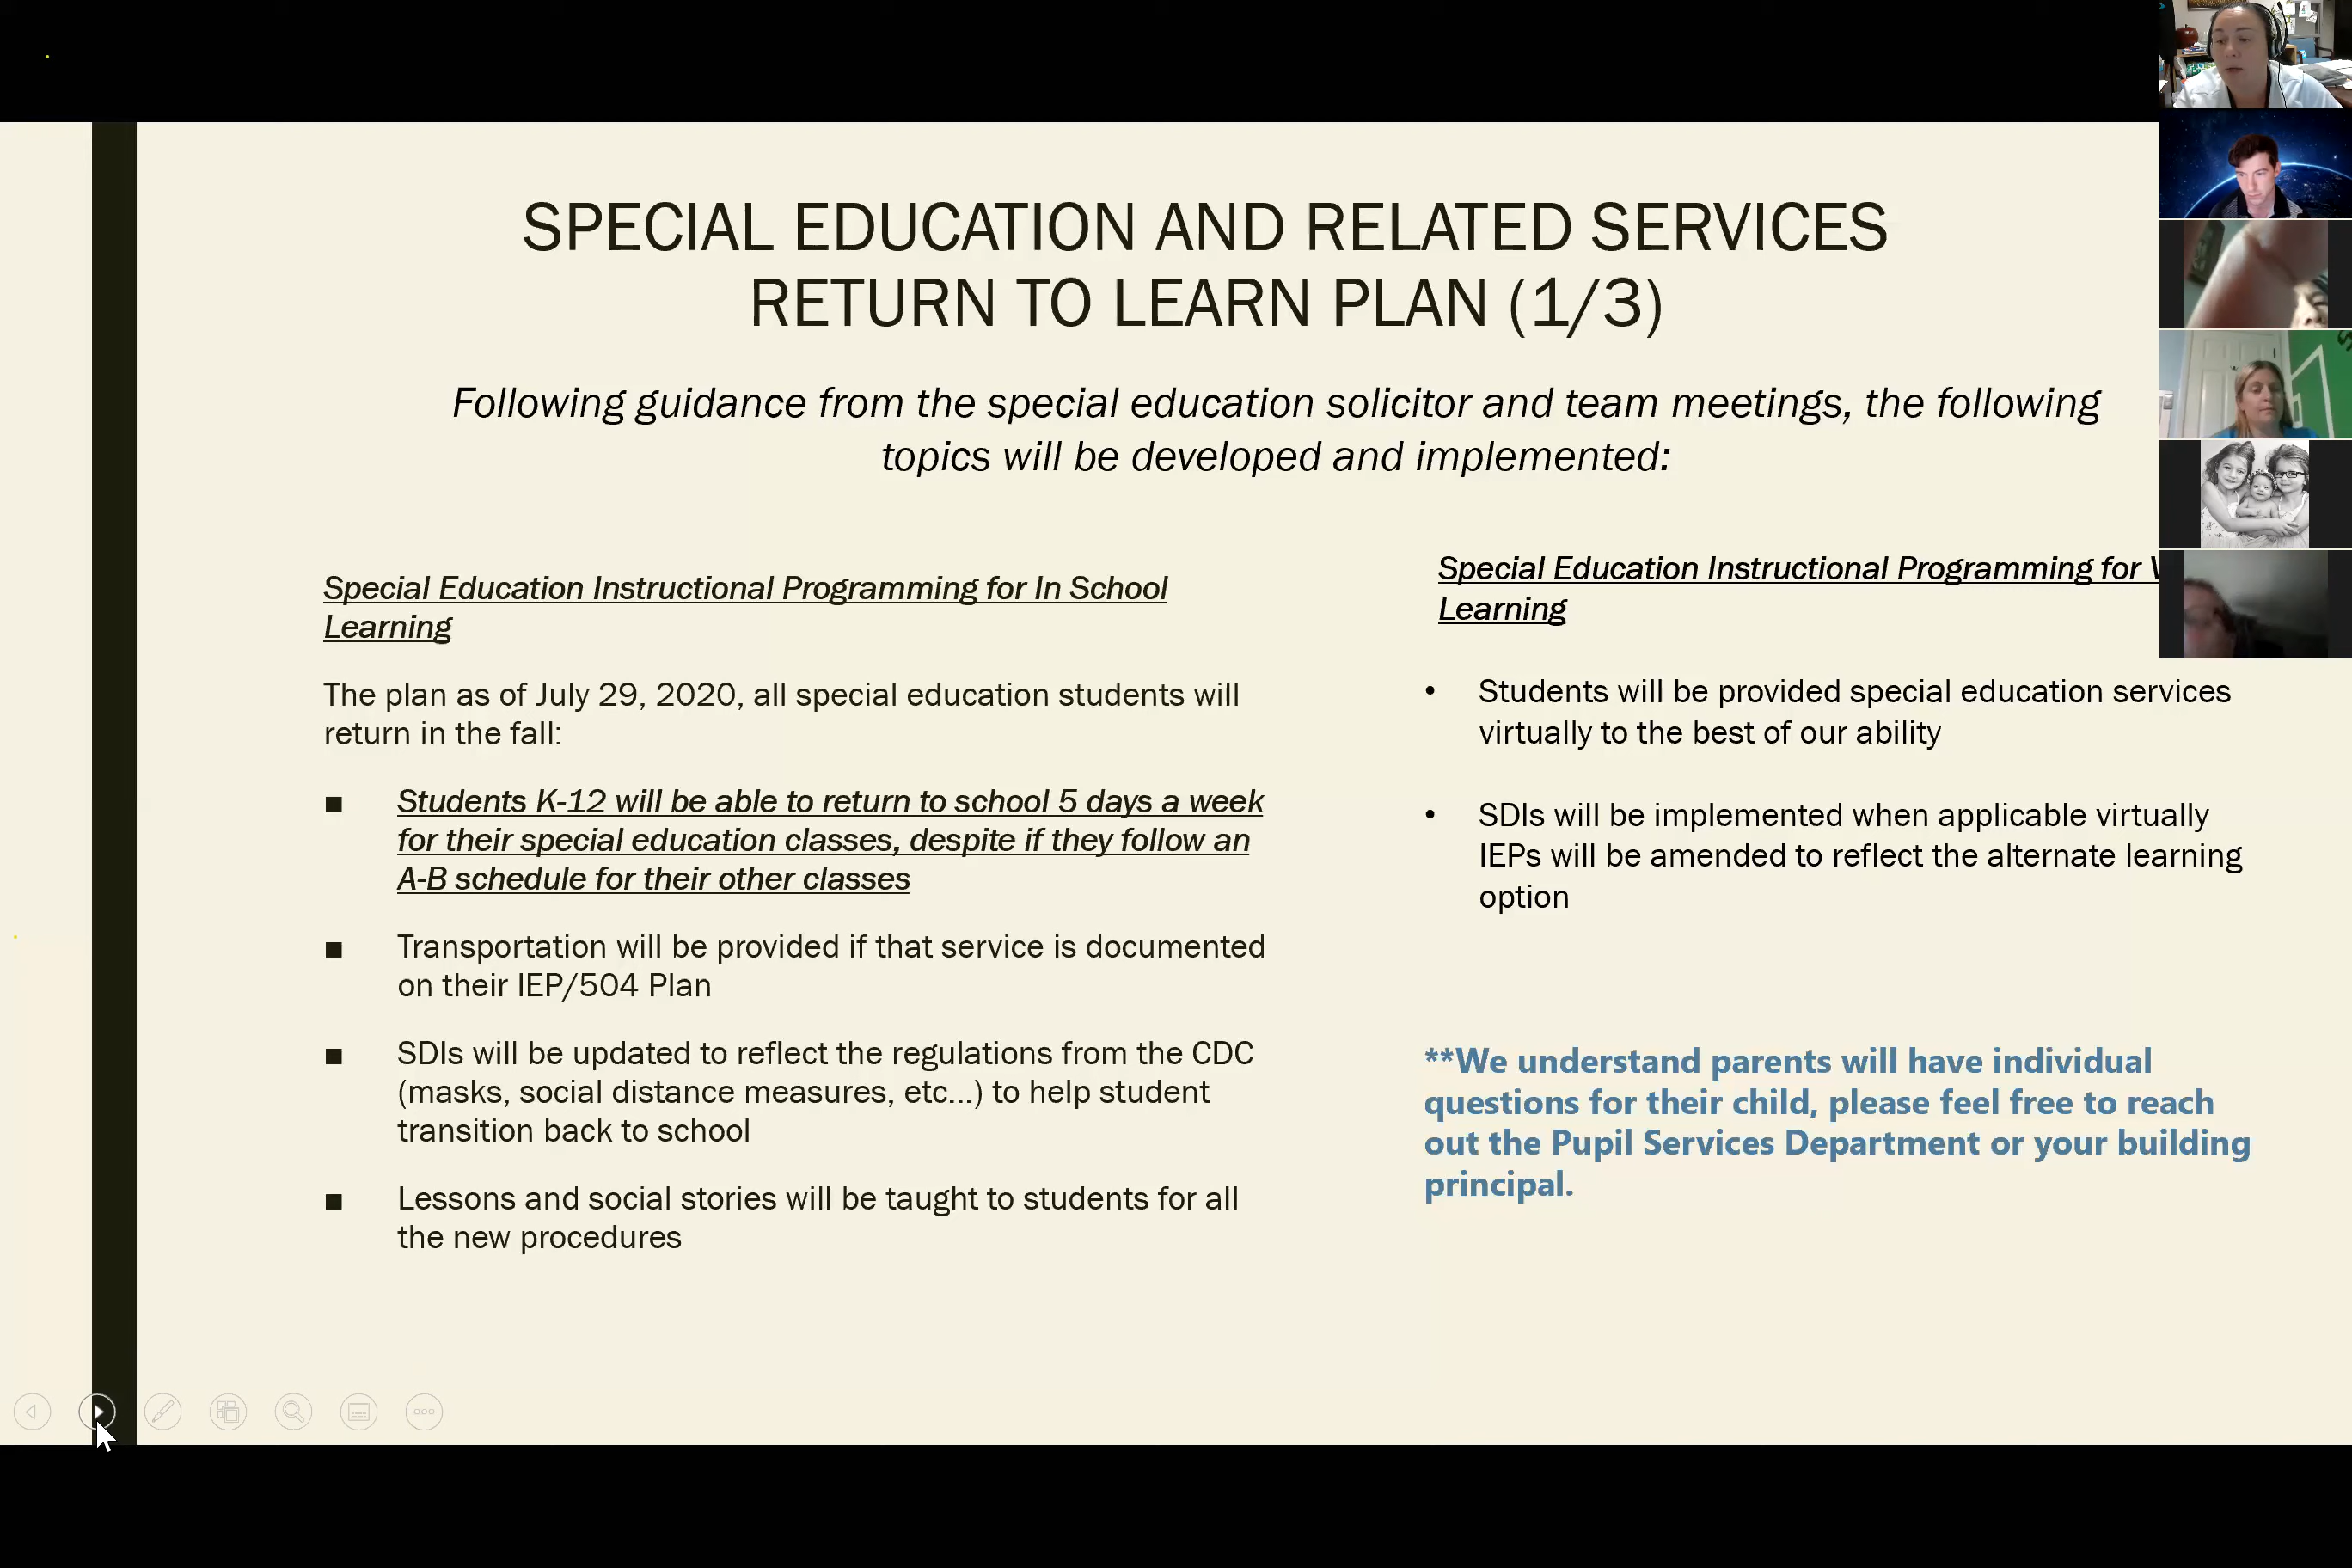 SPECIAL EDUCATION AND RELATED SERVICES
RETURN TO LEARN PLAN (1/3)
Following guidance from the special education solicitor and team meetings, the following
topics will be developed and implemented:
Special Education Instructional Programming for In School
Learning
The plan as of July 29, 2020, all special education students will
return in the fall:
■ Students K-12 will be able to return to school 5 days a week
for their special education classes, despite if they follow an
A-B schedule for their other classes
■ Transportation will be provided if that service is documented
on their IEP/504 Plan
■ SDIs will be updated to reflect the regulations from the CDC
(masks, social distance measures, etc...) to help student
transition back to school
■ Lessons and social stories will be taught to students for all
the new procedures
Special Education Instructional Programming for
Learning
• Students will be provided special education services
virtually to the best of our ability
• SDIs will be implemented when applicable virtually
IEPs will be amended to reflect the alternate learning
option
**We understand parents will have individual
questions for their child, please feel free to reach
out the Pupil Services Department or your building
principal.